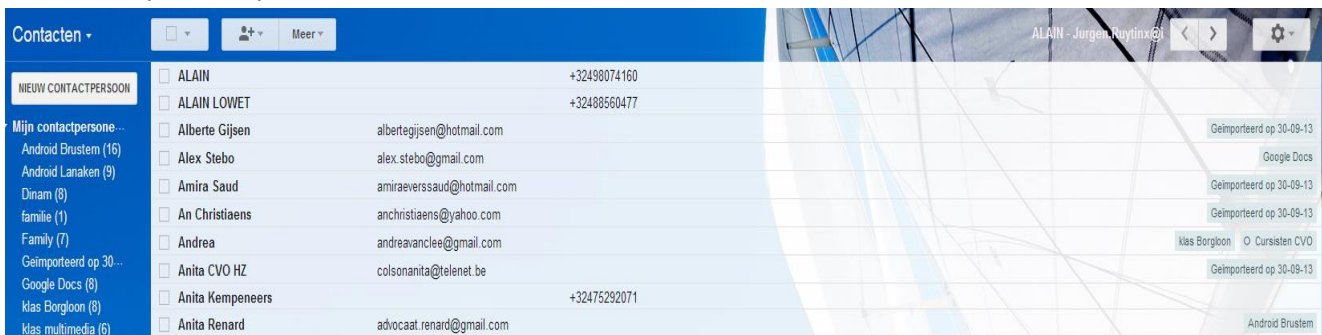 Contacten
Meer
ALAIN - Jurgen.Ruytinx@i
NIEUW CONTACTPERSOON
Mijn contactpersone...
Android Brustem (16)
Android Lanaken (9)
Dinam (8)
familie (1)
Family (7)
Geïmporteerd op 30...
Google Docs (8)
klas Borgloon (8)
klas multimedia (6)
ALAIN +32498074160
ALAIN LOWET +32488560477
Alberte Gijsen albertegijsen@hotmail.com Geïmporteerd op 30-09-13
Alex Stebo alex.stebo@gmail.com Google Docs
Amira Saud amiraeverssaud@hotmail.com Geïmporteerd op 30-09-13
An Christiaens anchristiaens@yahoo.com Geïmporteerd op 30-09-13
Andrea andreavanclee@gmail.com klas Borgloon O Cursisten CVO
Anita CVO HZ colsonanita@telenet.be Geïmporteerd op 30-09-13
Anita Kempeneers +32475292071
Anita Renard advocaat.renard@gmail.com Android Brustem